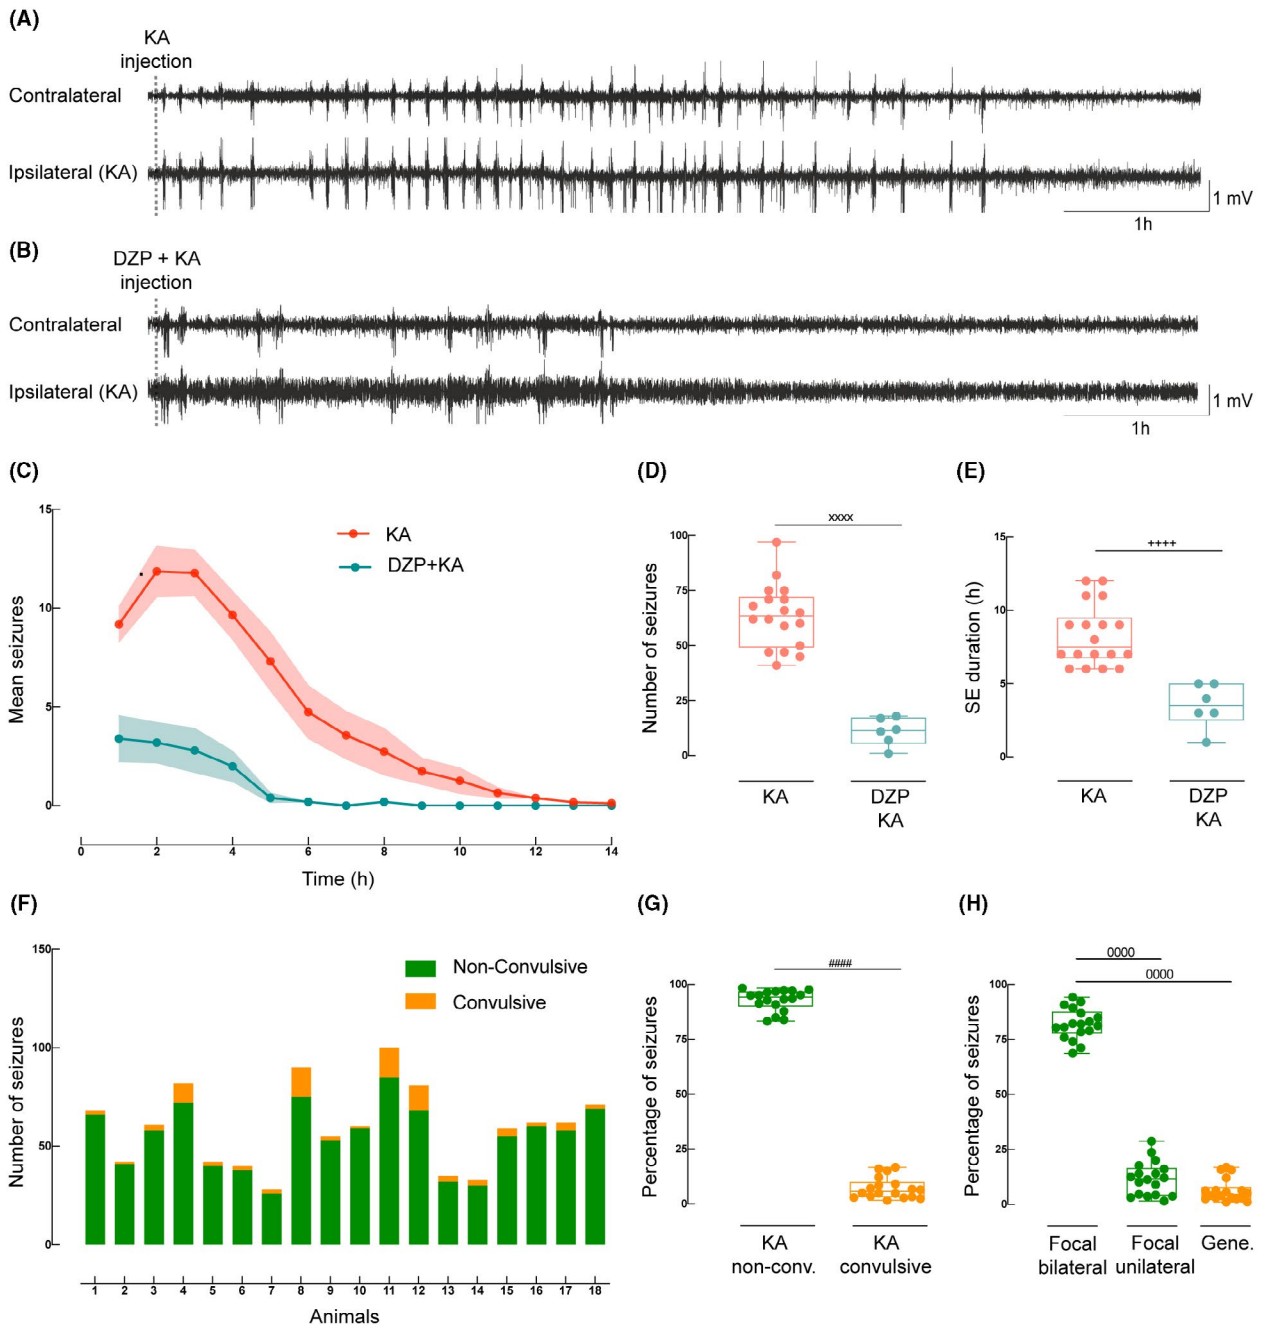 (A)
KA
injection
Contralateral
Ipsilateral (KA)
1 mV
1h
(B)
DZP + KA
injection
Contralateral
Ipsilateral (KA)
1 mV
1h
(C)
Mean seizures
15
10
5
0
KA
DZP+KA
0 2 4 6 8 10 12 14
Time (h)
(D)
Number of seizures
100
75
50
25
0
xxxx
KA
DZP
KA
(E)
SE duration (h)
15
10
5
0
++++
KA
DZP
KA
(F)
Number of seizures
150
100
50
0
Non-Convulsive
Convulsive
1 2 3 4 5 6 7 8 9 10 11 12 13 14 15 16 17 18
Animals
(G)
Percentage of seizures
100
75
50
25
0
####
KA
non-conv.
KA
convulsive
(H)
Percentage of seizures
100
75
50
25
0
0000
0000
Focal
bilateral
Focal
unilateral
Gene.